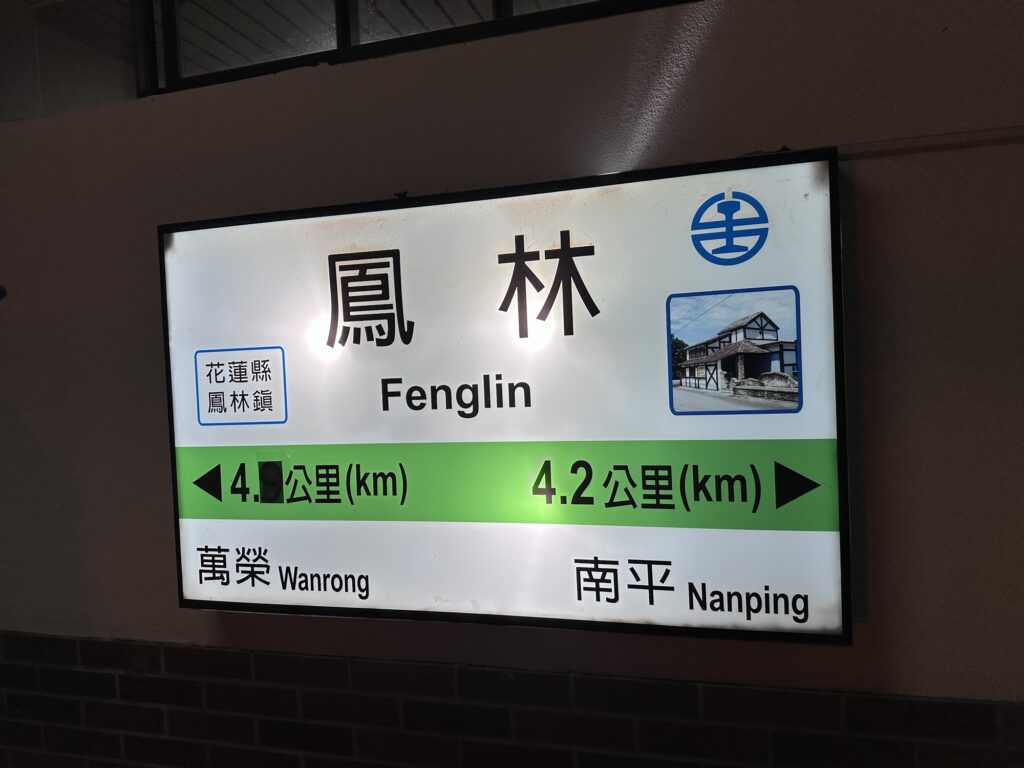 鳳林
Fenglin
花蓮縣
鳳林鎮
4. 公里(km)
4.2公里(km)
萬榮 Wanrong
南平 Nanping